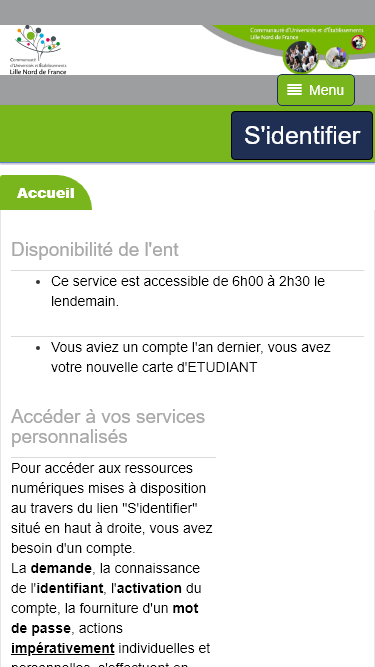 Communauté d'Universités et d'Établissements
Lille Nord de France
Communauté
d'Universités et d'Établissements
Lille Nord de France
Menu
S'identifier
Accueil
Disponibilité de l'ent
Ce service est accessible de 6h00 à 2h30 le
lendemain.
Vous aviez un compte l'an dernier, vous avez
votre nouvelle carte d'ETUDIANT
Accéder à vos services
personnalisés
Pour accéder aux ressources
numériques mises à disposition
au travers du lien "S'identifier"
situé en haut à droite, vous avez
besoin d'un compte.
La demande, la connaissance
de l'identifiant, l'activation du
compte, la fourniture d'un mot
de passe, actions
impérativement individuelles et
personnelles, s'effectuent en